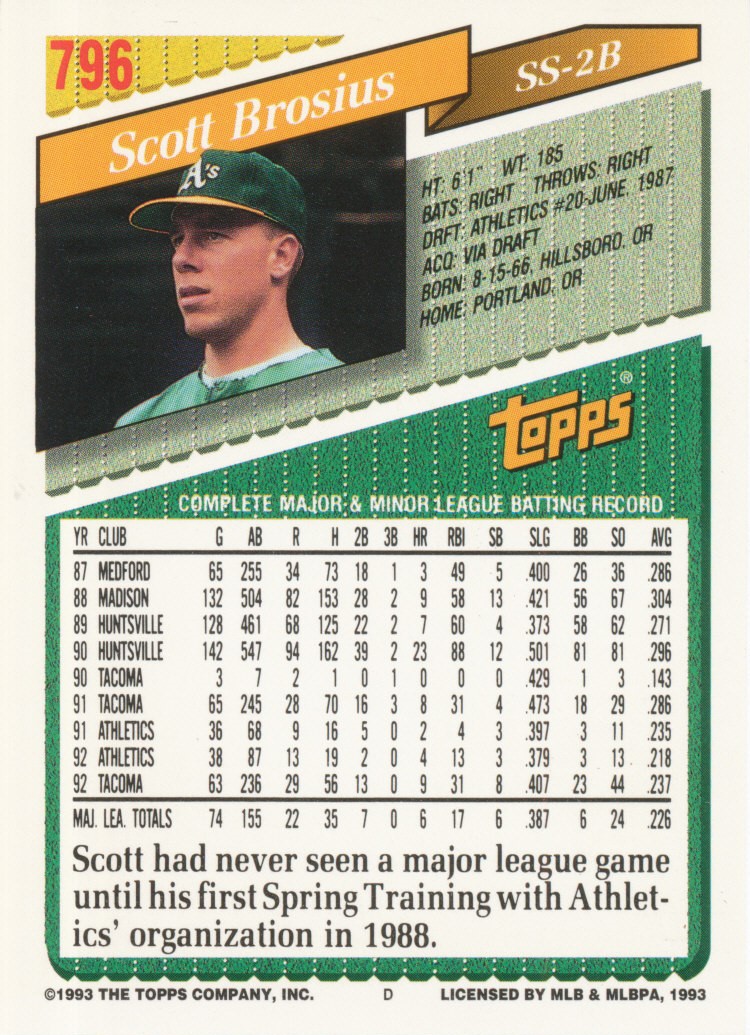 796
Scott Brosius
SS-2B
A's
HT: 6'1" WT: 185
BATS: RIGHT THROWS: RIGHT
DRFT: ATHLETICS #20-JUNE, 1987
ACQ: VIA DRAFT
BORN: 8-15-66, HILLSBORO, OR
HOME: PORTLAND, OR
TOPPS®
COMPLETE MAJOR & MINOR LEAGUE BATTING RECORD
YR CLUB G AB R H 2B 3B HR RBI SB SLG BB SO AVG
87 MEDFORD 65 255 34 73 18 1 3 49 5 .400 26 36 .286
88 MADISON 132 504 82 153 28 2 9 58 13 .421 56 67 .304
89 HUNTSVILLE 128 461 68 125 22 2 7 60 4 .373 58 62 .271
90 HUNTSVILLE 142 547 94 162 39 2 23 88 12 .501 81 81 .296
90 TACOMA 3 7 2 1 0 1 0 0 0 .429 1 3 .143
91 TACOMA 65 245 28 70 16 3 8 31 4 .473 18 29 .286
91 ATHLETICS 36 68 9 16 5 0 2 4 3 .397 3 11 .235
92 ATHLETICS 38 87 13 19 2 0 4 13 3 .379 3 13 .218
92 TACOMA 63 236 29 56 13 0 9 31 8 .407 23 44 .237
MAJ. LEA. TOTALS 74 155 22 35 7 0 6 17 6 .387 6 24 .226
Scott had never seen a major league game
until his first Spring Training with Athlet-
ics' organization in 1988.
©1993 THE TOPPS COMPANY, INC. D LICENSED BY MLB & MLBPA, 1993